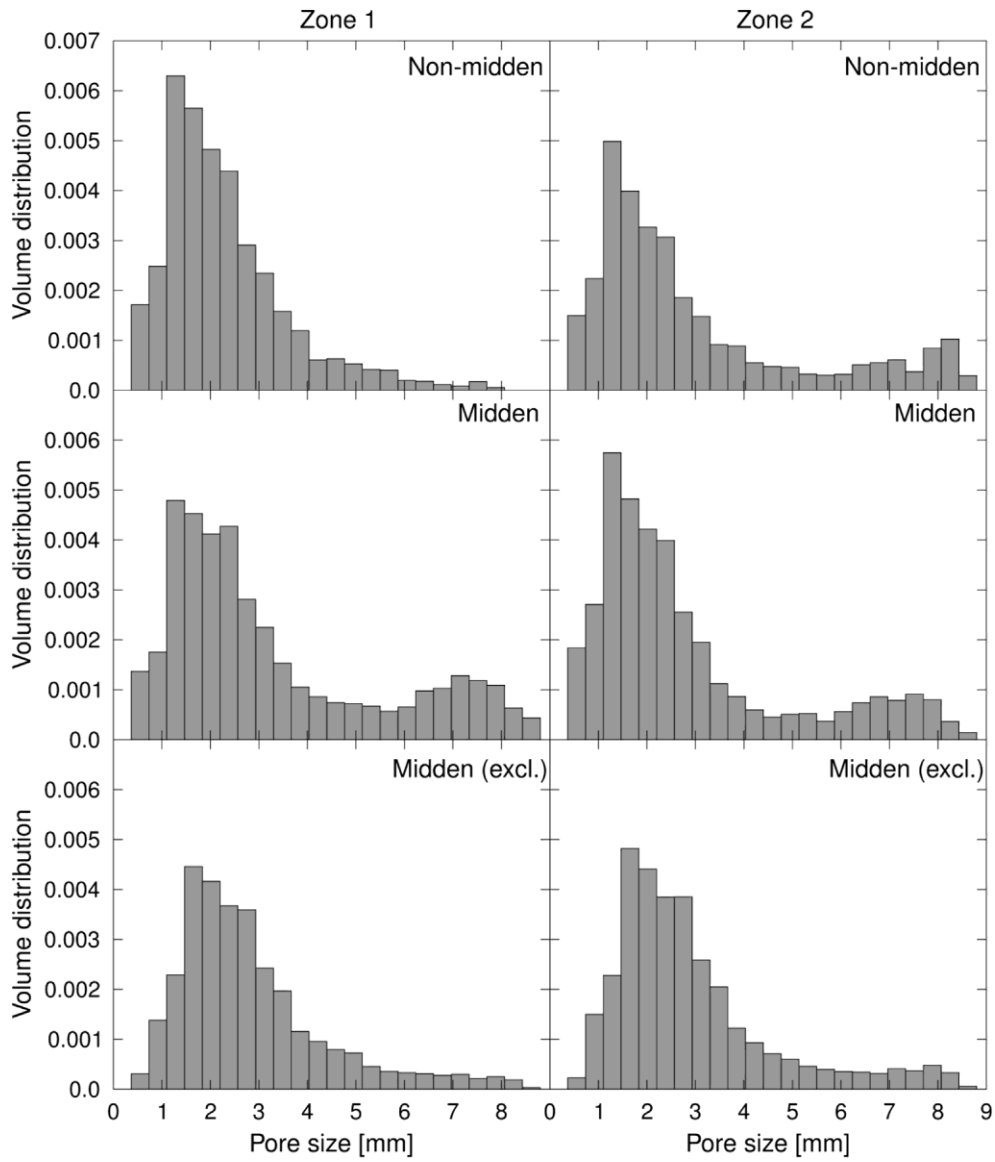 Zone 1
Zone 2
0.007
Non-midden
Non-midden
0.006
0.005
0.004
0.003
0.002
0.001
0.0
Volume distribution
Midden
Midden
0.006
0.005
0.004
0.003
0.002
0.001
0.0
Volume distribution
Midden (excl.)
Midden (excl.)
0.006
0.005
0.004
0.003
0.002
0.001
0.0
Volume distribution
0 1 2 3 4 5 6 7 8 0 1 2 3 4 5 6 7 8 9
Pore size [mm]
Pore size [mm]